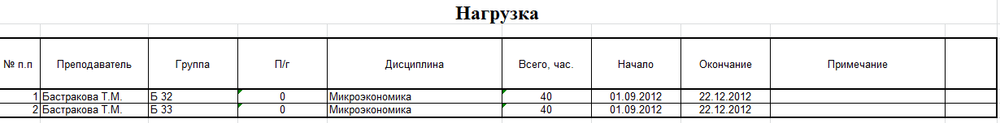 Нагрузка
№ п.п Преподаватель Группа П/г Дисциплина Всего, час. Начало Окончание Примечание
1 Бастракова Т.М. Б 32 0 Микроэкономика 40 01.09.2012 22.12.2012
2 Бастракова Т.М. Б 33 0 Микроэкономика 40 01.09.2012 22.12.2012